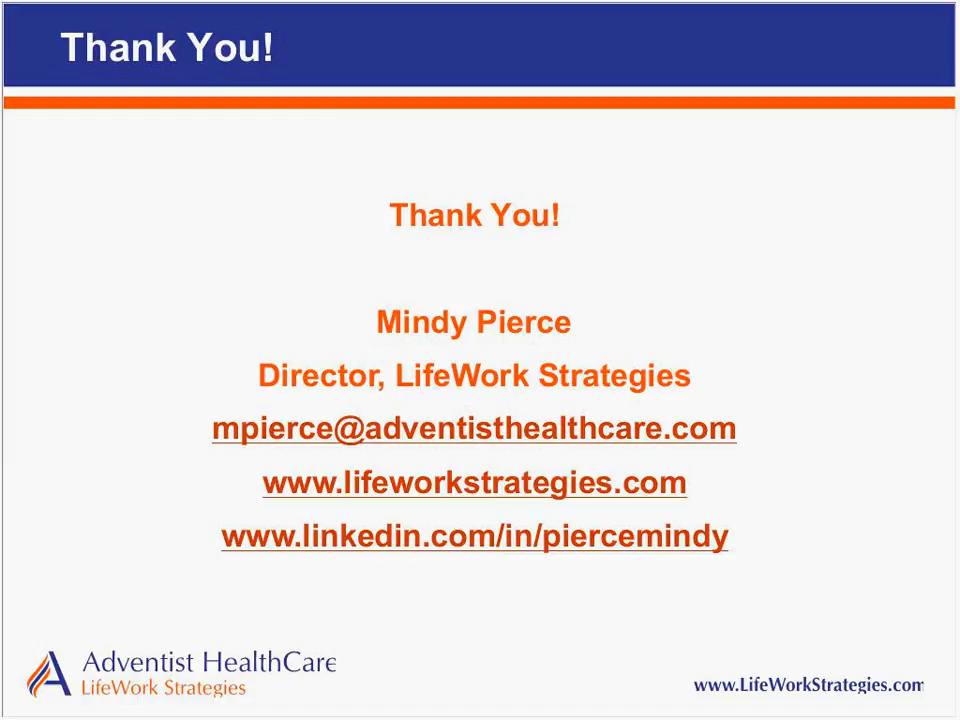 Thank You!
Thank You!
Mindy Pierce
Director, LifeWork Strategies
mpierce@adventisthealthcare.com
www.lifeworkstrategies.com
www.linkedin.com/in/piercemindy
Adventist HealthCare
LifeWork Strategies
www.LifeWorkStrategies.com